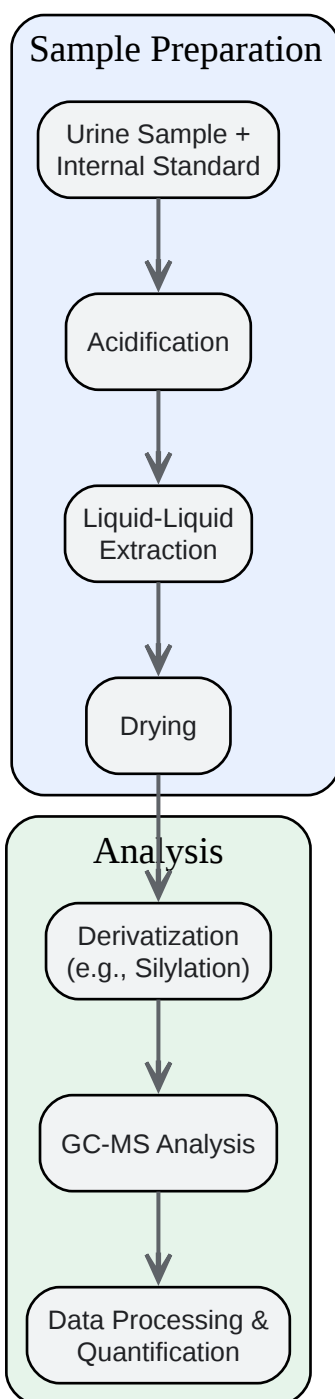 Sample Preparation
Urine Sample +
Internal Standard
Acidification
Liquid-Liquid
Extraction
Drying
Analysis
Derivatization
(e.g., Silylation)
GC-MS Analysis
Data Processing &
Quantification